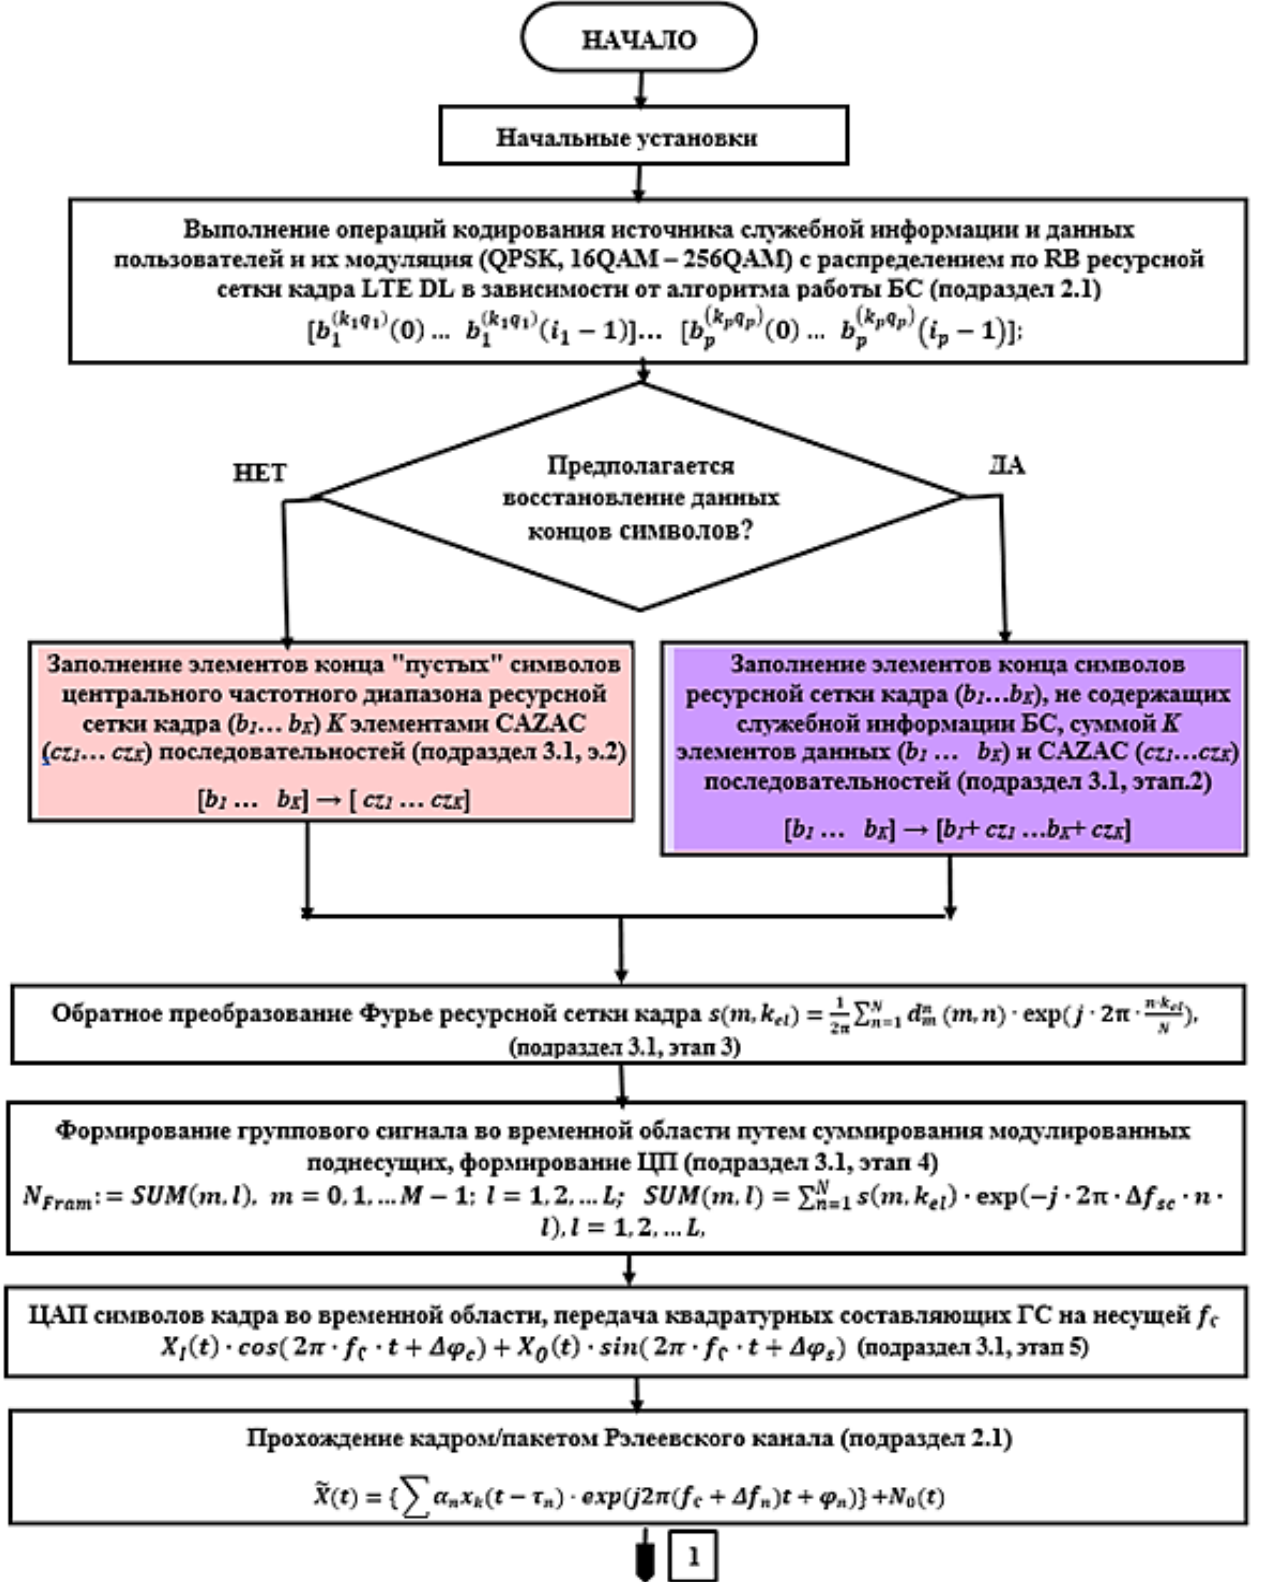 НАЧАЛО
Начальные установки
Выполнение операций кодирования источника служебной информации и данных
пользователей и их модуляция (QPSK, 16QAM – 256QAM) с распределением по RB ресурсной
сетки кадра LTE DL в зависимости от алгоритма работы БС (подраздел 2.1)
[b₁^(k₁q₁)(0) … b₁^(k₁q₁)(i₁ − 1)]… [bₚ^(kₚqₚ)(0) … bₚ^(kₚqₚ)(iₚ − 1)];
Предполагается
восстановление данных
концов символов?
НЕТ
ДА
Заполнение элементов конца "пустых" символов
центрального частотного диапазона ресурсной
сетки кадра (b₁… b_K) K элементами CAZAC
(cz₁… cz_K) последовательностей (подраздел 3.1, э.2)
[b₁ … b_K] → [ cz₁ … cz_K]
Заполнение элементов конца символов
ресурсной сетки кадра (b₁…b_K), не содержащих
служебной информации БС, суммой K
элементов данных (b₁ … b_K) и CAZAC (cz₁…cz_K)
последовательностей (подраздел 3.1, этап.2)
[b₁ … b_K] → [b₁+ cz₁ …b_K+ cz_K]
Обратное преобразование Фурье ресурсной сетки кадра s(m, k_el) = 1/2π ∑_{n=1}^{N} d_m^n (m, n) · exp(j · 2π · n·k_el/N),
(подраздел 3.1, этап 3)
Формирование группового сигнала во временной области путем суммирования модулированных
поднесущих, формирование ЦП (подраздел 3.1, этап 4)
N_Fram: = SUM(m, l), m = 0, 1, … M − 1; l = 1, 2, … L; SUM(m, l) = ∑_{n=1}^{N} s(m, k_el) · exp(−j · 2π · Δf_sc · n ·
l), l = 1, 2, … L,
ЦАП символов кадра во временной области, передача квадратурных составляющих ГС на несущей f_C
X_I(t) · cos( 2π · f_C · t + Δφ_c) + X_Q(t) · sin( 2π · f_C · t + Δφ_s) (подраздел 3.1, этап 5)
Прохождение кадром/пакетом Рэлеевского канала (подраздел 2.1)
X̃(t) = {∑ α_n x_k(t − τ_n) · exp(j2π(f_C + Δf_n)t + φ_n)} +N₀(t)
1